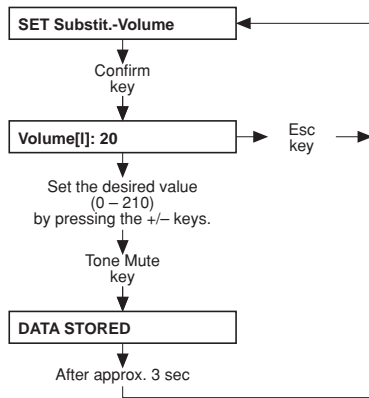 SET Substit.-Volume
Confirm
key
Volume[l]: 20
Esc
key
Set the desired value
(0 – 210)
by pressing the +/– keys.
Tone Mute
key
DATA STORED
After approx. 3 sec